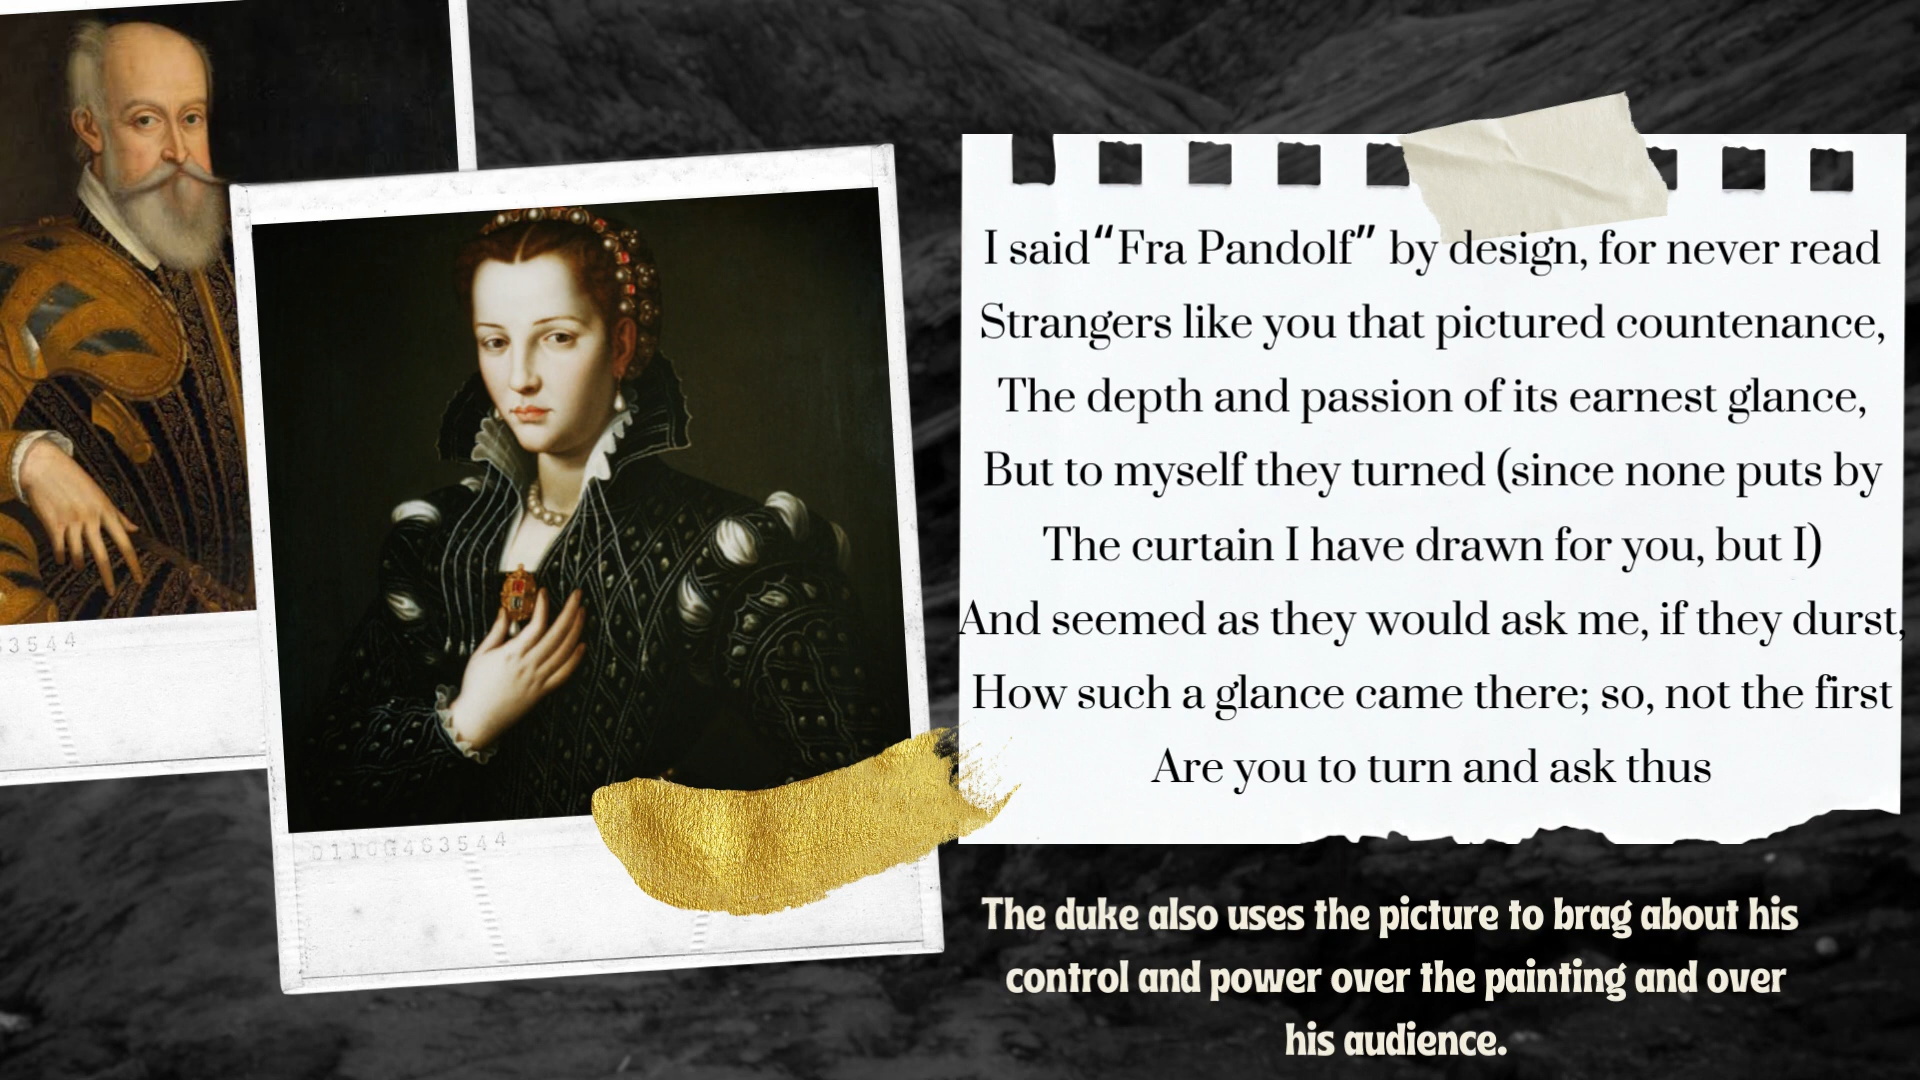 I said“Fra Pandolf” by design, for never read
Strangers like you that pictured countenance,
The depth and passion of its earnest glance,
But to myself they turned (since none puts by
The curtain I have drawn for you, but I)
And seemed as they would ask me, if they durst,
How such a glance came there; so, not the first
Are you to turn and ask thus
The duke also uses the picture to brag about his
control and power over the painting and over
his audience.
63544
0110G463544